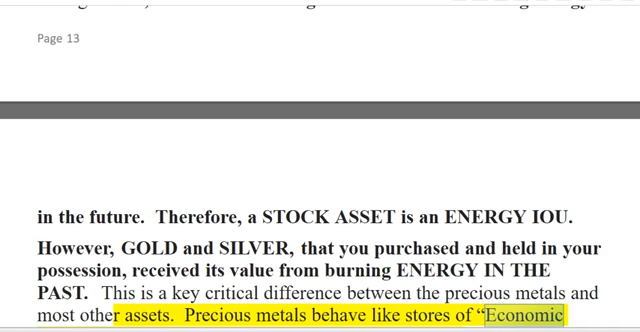 Page 13
in the future. Therefore, a STOCK ASSET is an ENERGY IOU.
However, GOLD and SILVER, that you purchased and held in your
possession, received its value from burning ENERGY IN THE
PAST. This is a key critical difference between the precious metals and
most other assets. Precious metals behave like stores of “Economic